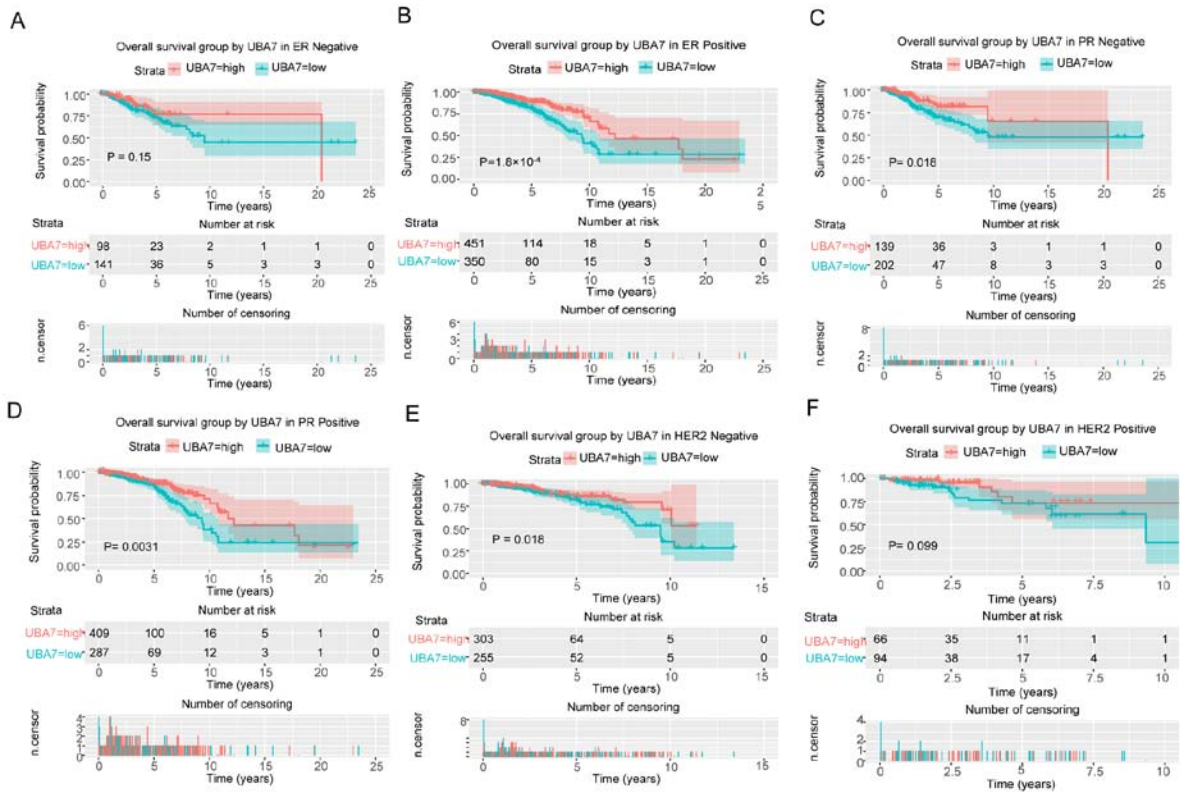 A
Overall survival group by UBA7 in ER Negative
Strata UBA7=high UBA7=low
Survival probability
1.00
0.75
0.50
0.25
0.00
P = 0.15
0 5 10 15 20 25
Time (years)
Strata Number at risk
UBA7=high 98 23 2 1 1 0
UBA7=low 141 36 5 3 3 0
0 5 10 15 20 25
Time (years)
Number of censoring
n.censor
6
2
0
0 5 10 15 20 25
Time (years)
B
Overall survival group by UBA7 in ER Positive
Strata UBA7=high UBA7=low
Survival probability
1.00
0.75
0.50
0.25
0.00
P=1.8×10-4
0 5 10 15 20 2
5
Time (years)
Strata Number at risk
UBA7=high 451 114 18 5 1 0
UBA7=low 350 80 15 3 1 0
0 5 10 15 20 25
Time (years)
Number of censoring
n.censor
6
4
0
0 5 10 15 20 25
Time (years)
C
Overall survival group by UBA7 in PR Negative
Strata UBA7=high UBA7=low
Survival probability
1.00
0.75
0.50
0.25
0.00
P= 0.018
0 5 10 15 20 25
Time (years)
Strata Number at risk
UBA7=high 139 36 3 1 1 0
UBA7=low 202 47 8 3 3 0
0 5 10 15 20 25
Time (years)
Number of censoring
n.censor
8
2
0
0 5 10 15 20 25
Time (years)
D
Overall survival group by UBA7 in PR Positive
Strata UBA7=high UBA7=low
Survival probability
1.00
0.75
0.50
0.25
0.00
P= 0.0031
0 5 10 15 20 25
Time (years)
Strata Number at risk
UBA7=high 409 100 16 5 1 0
UBA7=low 287 69 12 3 1 0
0 5 10 15 20 25
Time (years)
Number of censoring
n.censor
4
0
0 5 10 15 20 25
Time (years)
E
Overall survival group by UBA7 in HER2 Negative
Strata UBA7=high UBA7=low
Survival probability
1.00
0.75
0.50
0.25
0.00
P = 0.018
0 5 10 15
Time (years)
Strata Number at risk
UBA7=high 303 64 5 0
UBA7=low 255 52 5 0
0 5 10 15
Time (years)
Number of censoring
n.censor
8
0
0 5 10 15
Time (years)
F
Overall survival group by UBA7 in HER2 Positive
Strata UBA7=high UBA7=low
Survival probability
1.00
0.75
0.50
0.25
0.00
P = 0.099
0 2.5 5 7.5 10
Time (years)
Strata Number at risk
UBA7=high 66 35 11 1 1
UBA7=low 94 38 17 4 1
0 2.5 5 7.5 10
Time (years)
Number of censoring
n.censor
4
2
1
0
0 2.5 5 7.5 10
Time (years)